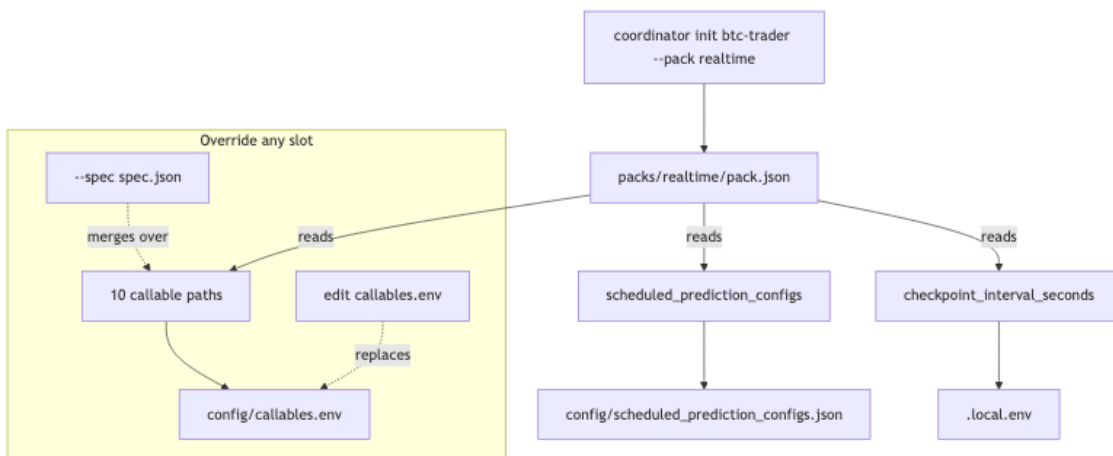 coordinator init btc-trader
--pack realtime
Override any slot
--spec spec.json
packs/realtime/pack.json
merges over
reads
reads
reads
10 callable paths
edit callables.env
scheduled_prediction_configs
checkpoint_interval_seconds
replaces
config/callables.env
config/scheduled_prediction_configs.json
.local.env